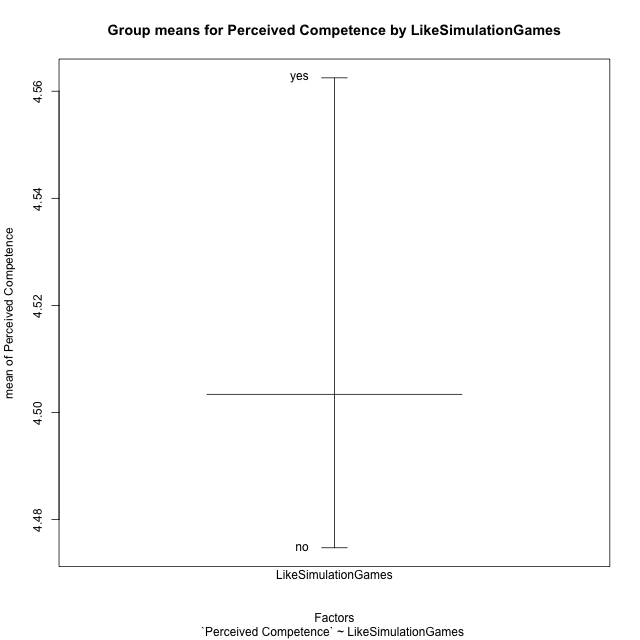 Group means for Perceived Competence by LikeSimulationGames
mean of Perceived Competence
4.56
4.54
4.52
4.50
4.48
yes
no
LikeSimulationGames
Factors
`Perceived Competence` ~ LikeSimulationGames